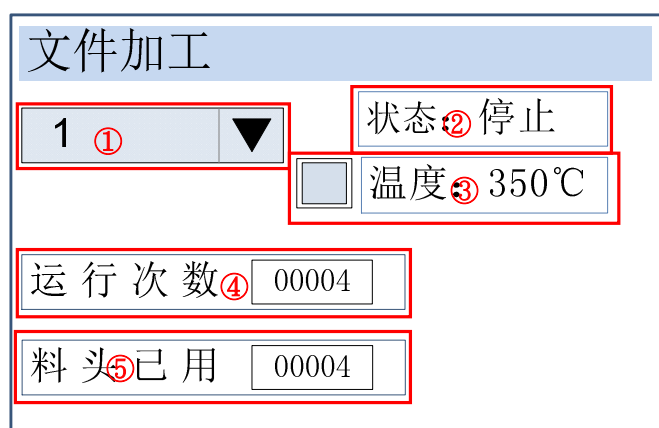 文件加工
1 ① ▼
状态:② 停止
温度:③ 350℃
运行次数④ 00004
料头⑤已用 00004